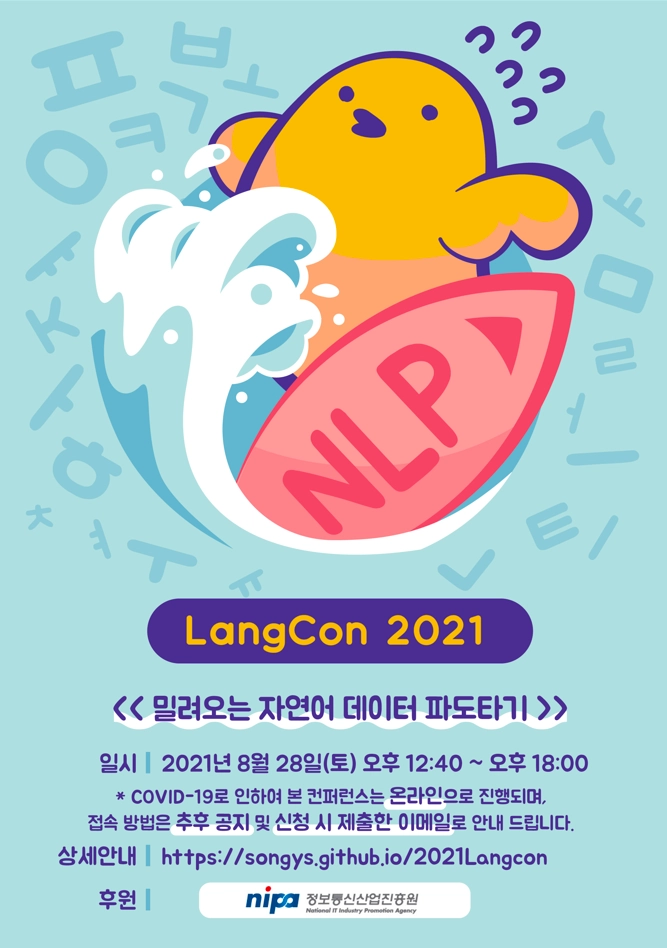 NLP
LangCon 2021
<< 밀려오는 자연어 데이터 파도타기 >>
일시 | 2021년 8월 28일(토) 오후 12:40 ~ 오후 18:00
* COVID-19로 인하여 본 컨퍼런스는 온라인으로 진행되며,
접속 방법은 추후 공지 및 신청 시 제출한 이메일로 안내 드립니다.
상세안내 | https://songys.github.io/2021Langcon
후원 | nipa 정보통신산업진흥원
National IT Industry Promotion Agency